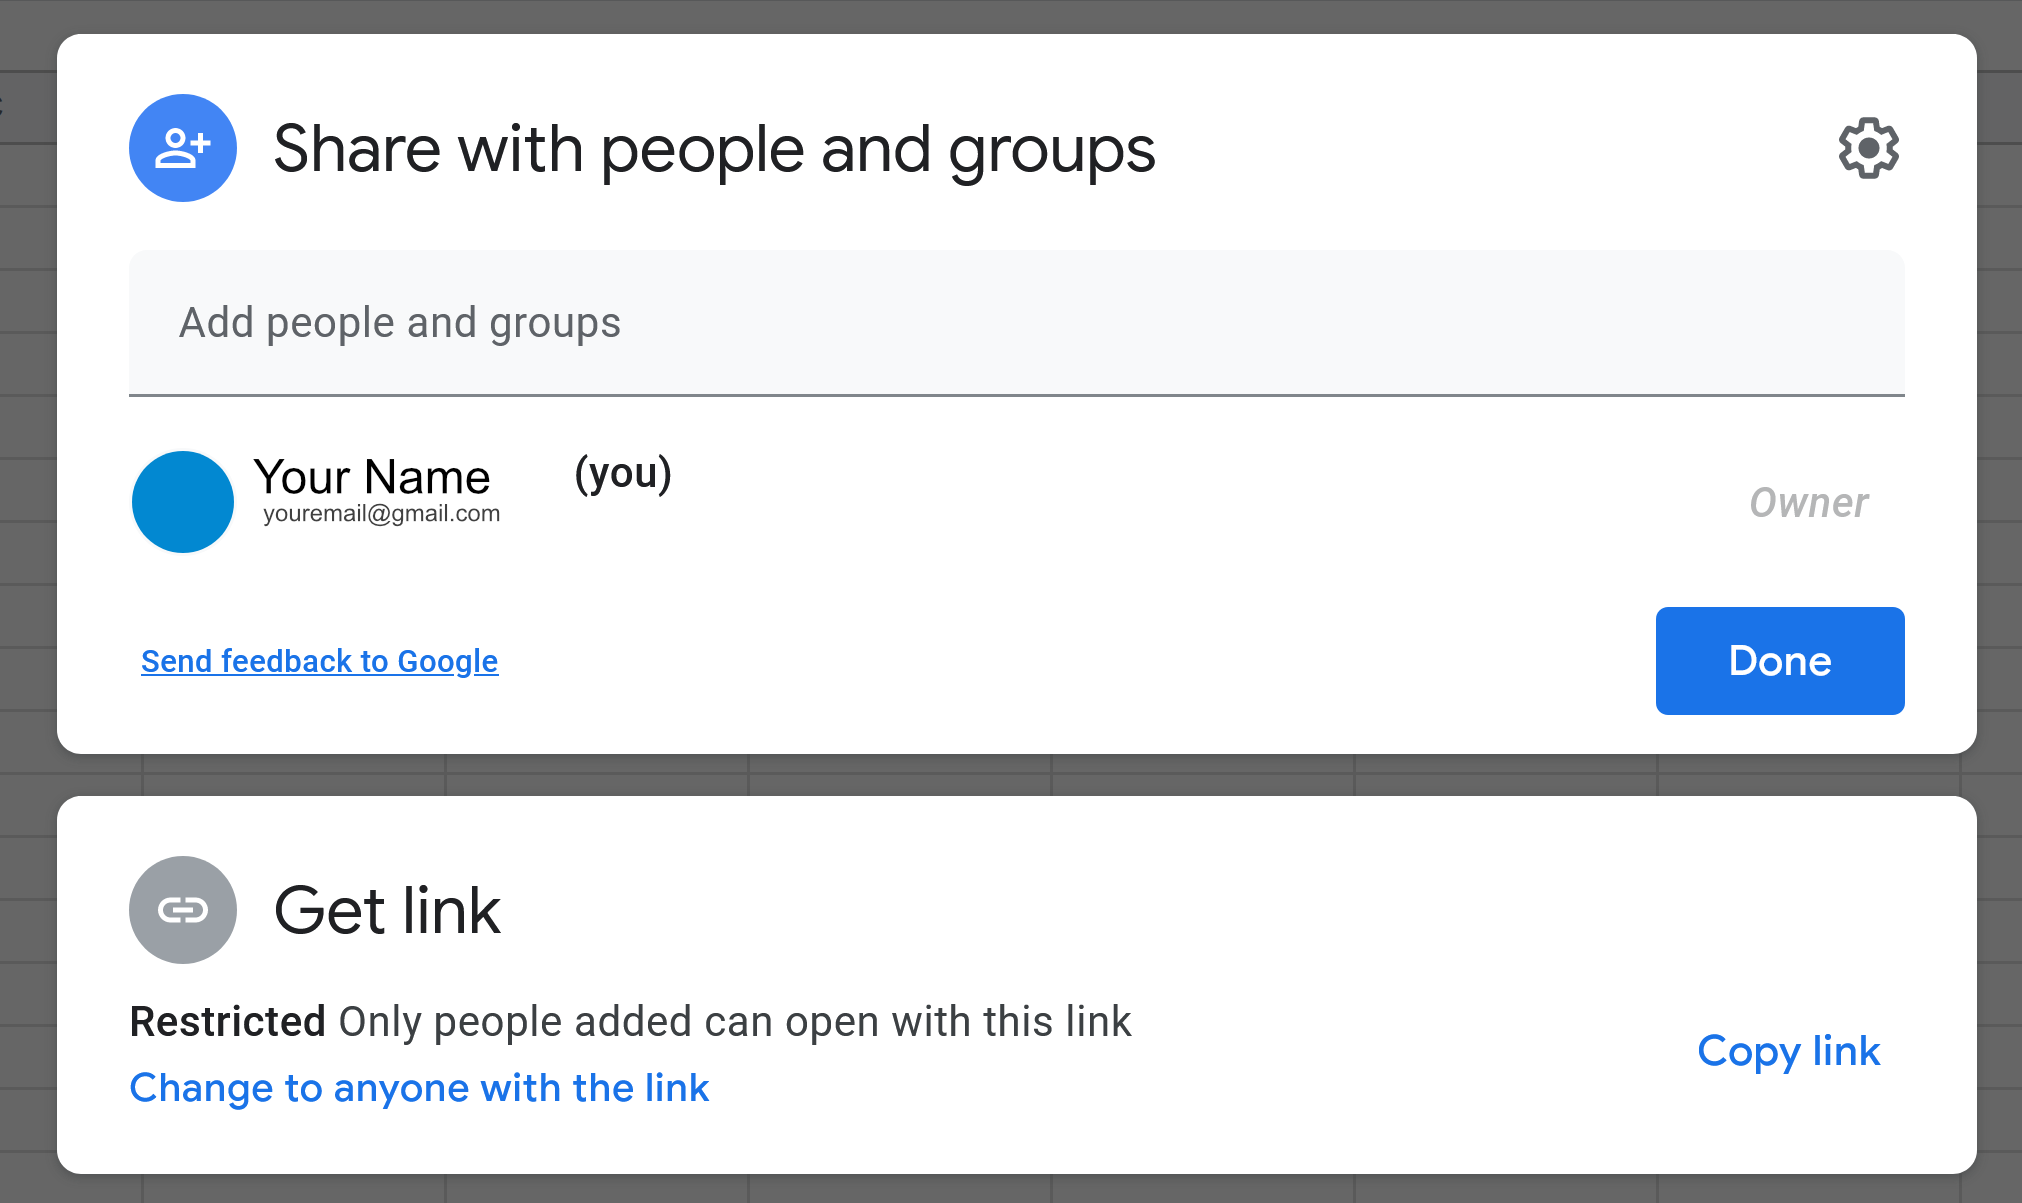 Share with people and groups
Add people and groups
Your Name (you)
youremail@gmail.com
Owner
Send feedback to Google
Done
Get link
Restricted Only people added can open with this link
Change to anyone with the link
Copy link